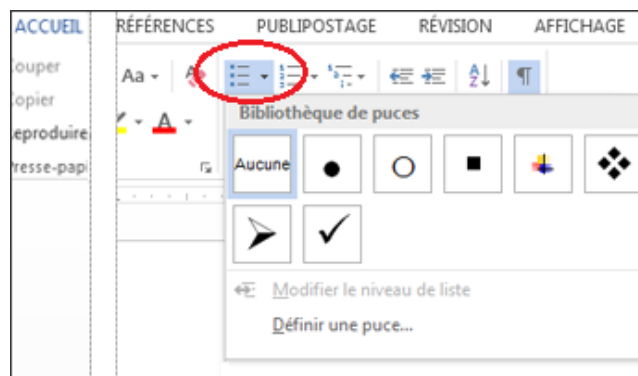 ACCUEIL RÉFÉRENCES PUBLIPOSTAGE RÉVISION AFFICHAGE
Couper
Copier
Reproduire
Presse-papi
Aa
A
A
Z
¶
Bibliothèque de puces
Aucune
Modifier le niveau de liste
Définir une puce...